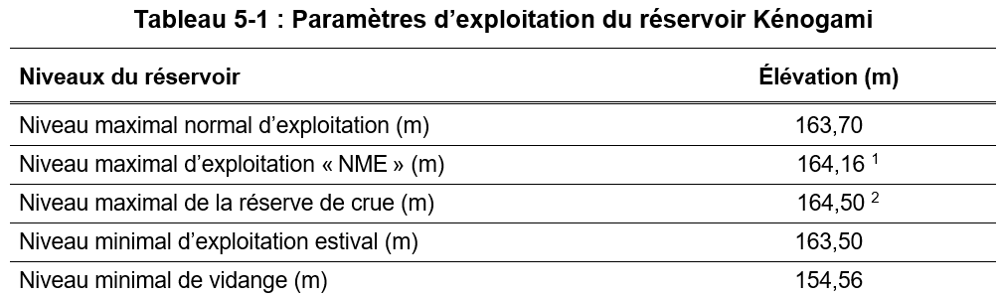 Tableau 5-1 : Paramètres d’exploitation du réservoir Kénogami
Niveaux du réservoir Élévation (m)
Niveau maximal normal d’exploitation (m) 163,70
Niveau maximal d’exploitation « NME » (m) 164,16 ¹
Niveau maximal de la réserve de crue (m) 164,50 ²
Niveau minimal d’exploitation estival (m) 163,50
Niveau minimal de vidange (m) 154,56